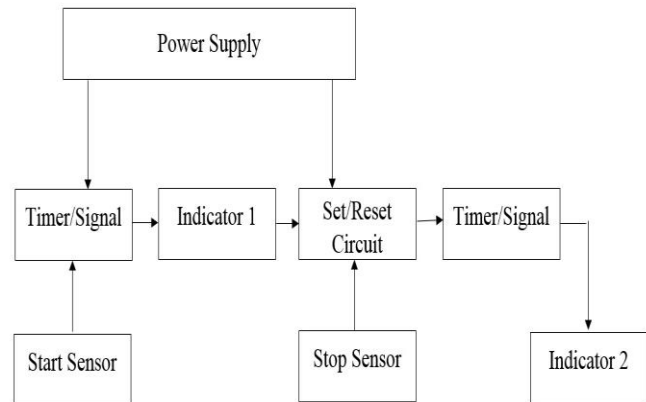 Power Supply
Timer/Signal
Indicator 1
Set/Reset
Circuit
Timer/Signal
Start Sensor
Stop Sensor
Indicator 2